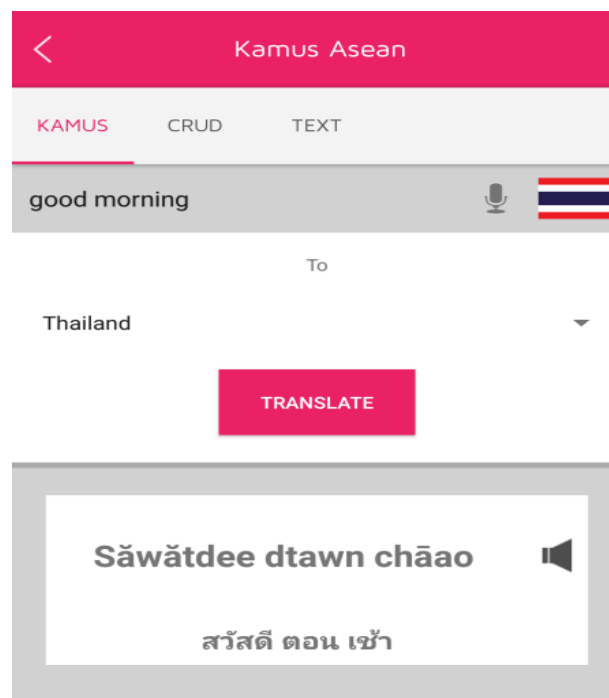 Kamus Asean
KAMUS CRUD TEXT
good morning
To
Thailand
TRANSLATE
Săwătdee dtawn chāao
สวัสดี ตอน เช้า